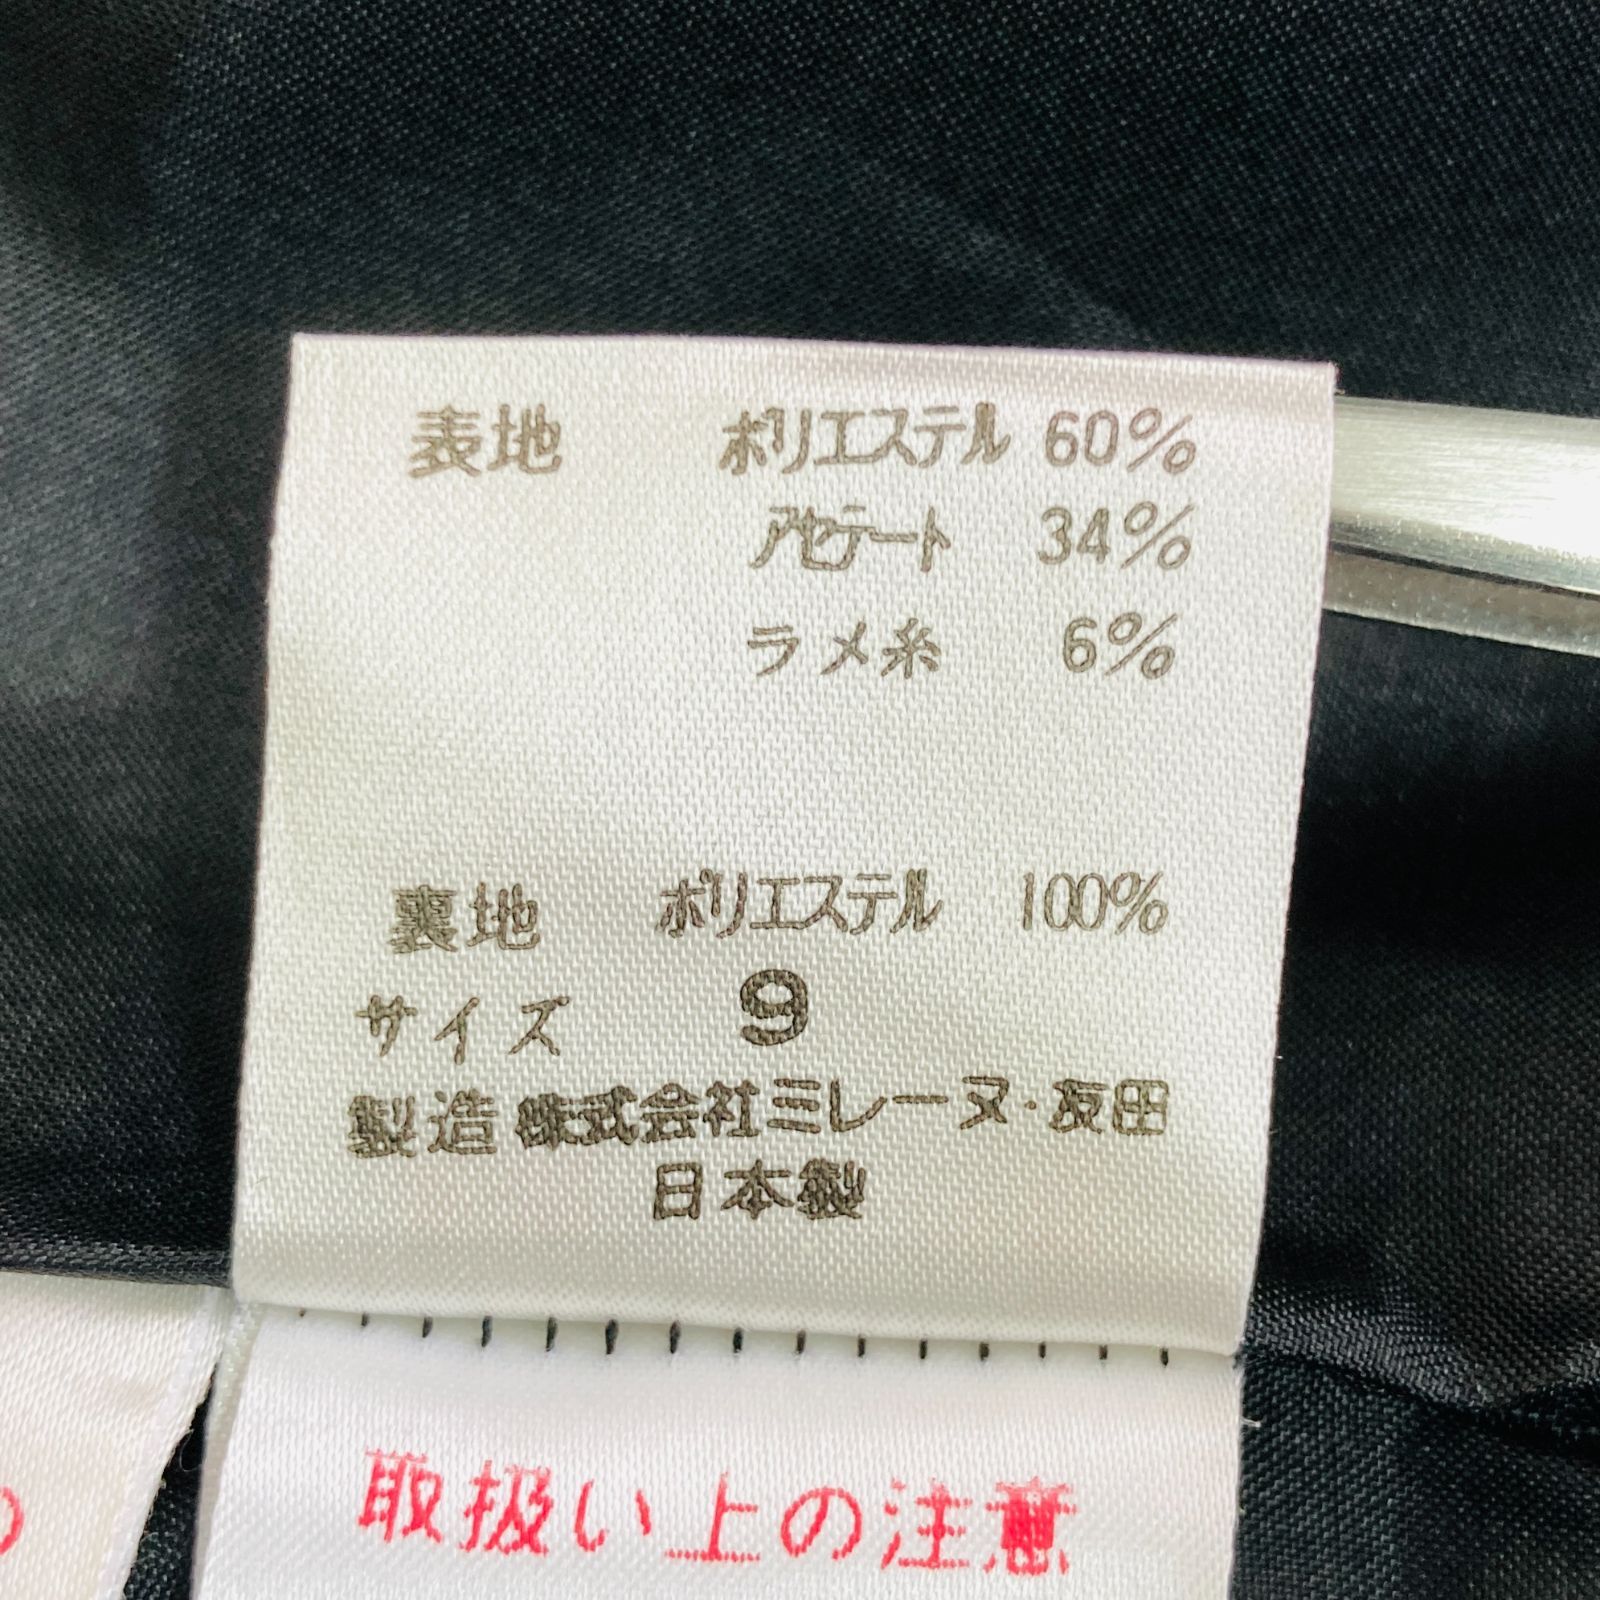 表地 ポリエステル 60%
アセテート 34%
ラメ糸 6%
裏地 ポリエステル 100%
サイズ 9
製造 株式会社ミレーヌ・友田
日本製
取扱い上の注意
の